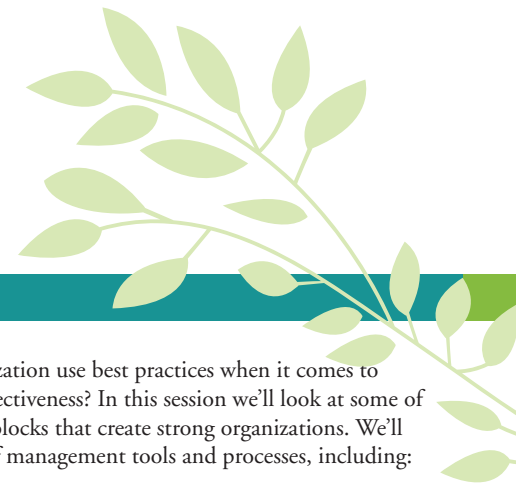 zation use best practices when it comes to
ectiveness? In this session we’ll look at some of
blocks that create strong organizations. We’ll
f management tools and processes, including: